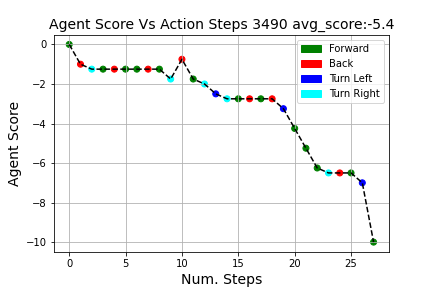 Agent Score Vs Action Steps 3490 avg_score:-5.4
Forward
Back
Turn Left
Turn Right
Agent Score
0
−2
−4
−6
−8
−10
0 5 10 15 20 25
Num. Steps